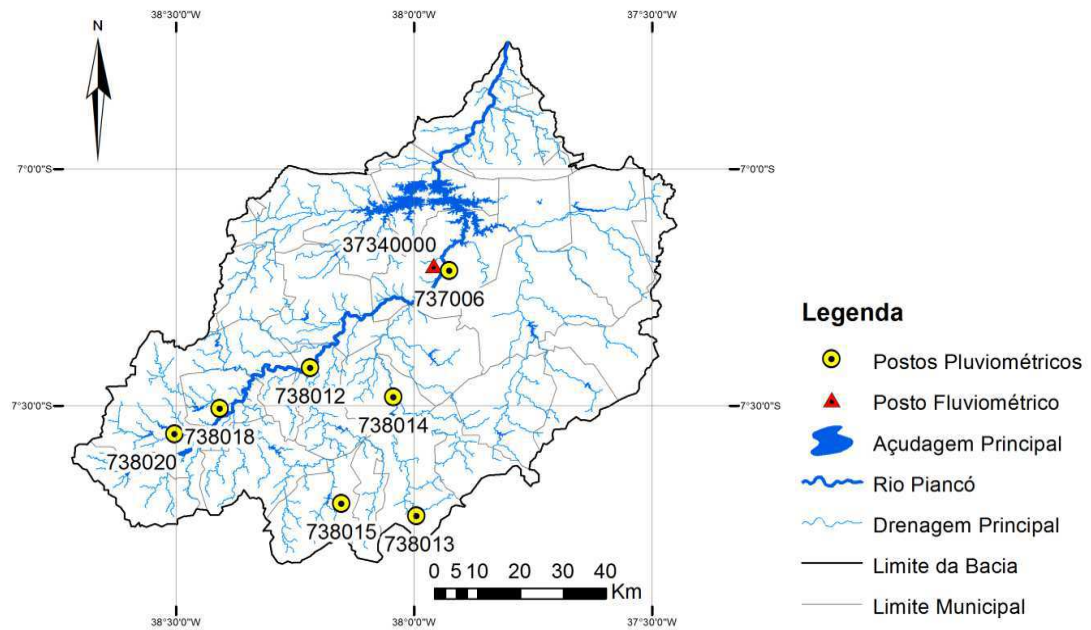 38°30'0"W
38°0'0"W
37°30'0"W
N
7°0'0"S
7°0'0"S
37340000
737006
738012
738014
738018
738020
738015
738013
7°30'0"S
7°30'0"S
0 5 10 20 30 40
Km
38°30'0"W
38°0'0"W
37°30'0"W
Legenda
Postos Pluviométricos
Posto Fluviométrico
Açudagem Principal
Rio Piancó
Drenagem Principal
Limite da Bacia
Limite Municipal